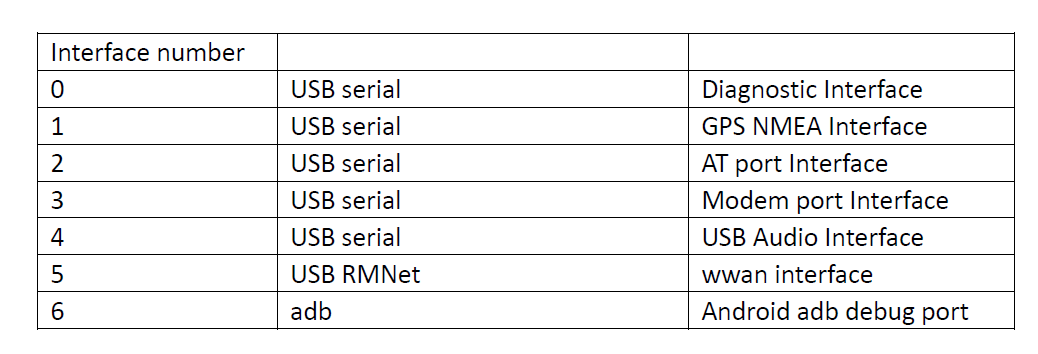 Interface number
0 USB serial Diagnostic Interface
1 USB serial GPS NMEA Interface
2 USB serial AT port Interface
3 USB serial Modem port Interface
4 USB serial USB Audio Interface
5 USB RMNet wwan interface
6 adb Android adb debug port